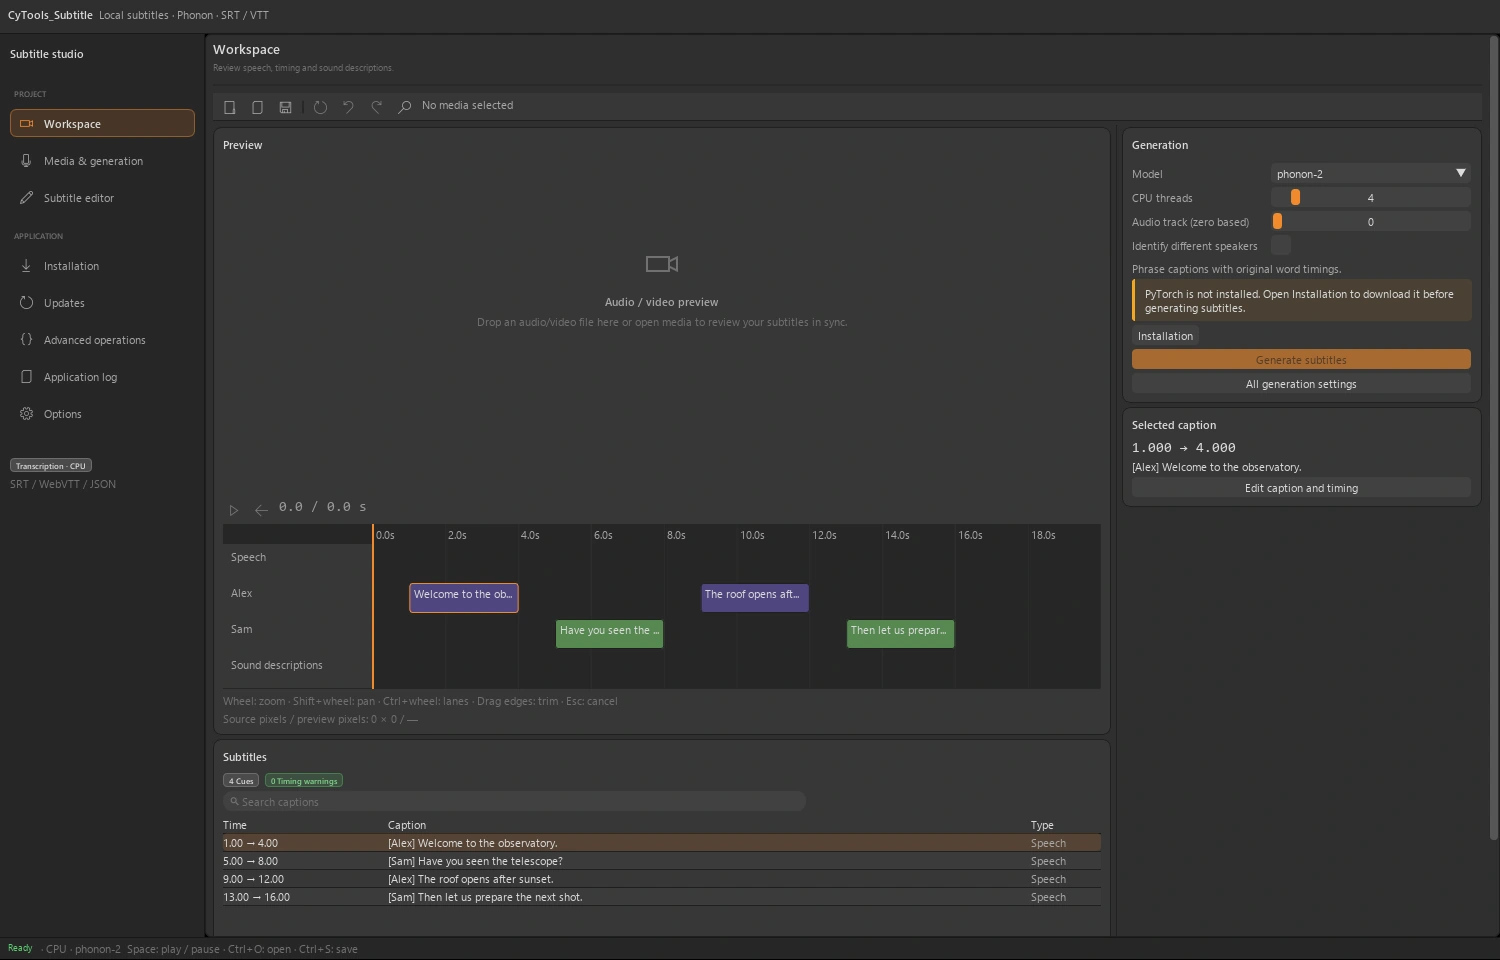 CyTools_Subtitle Local subtitles · Phonon · SRT / VTT
Subtitle studio
PROJECT
Workspace
Media & generation
Subtitle editor
APPLICATION
Installation
Updates
Advanced operations
Application log
Options
Transcription · CPU
SRT / WebVTT / JSON
Workspace
Review speech, timing and sound descriptions.
No media selected
Preview
Audio / video preview
Drop an audio/video file here or open media to review your subtitles in sync.
0.0 / 0.0 s
0.0s 2.0s 4.0s 6.0s 8.0s 10.0s 12.0s 14.0s 16.0s 18.0s
Speech
Alex
Welcome to the ob... The roof opens aft...
Sam
Have you seen the ... Then let us prepar...
Sound descriptions
Wheel: zoom · Shift+wheel: pan · Ctrl+wheel: lanes · Drag edges: trim · Esc: cancel
Source pixels / preview pixels: 0 × 0 / —
Subtitles
4 Cues 0 Timing warnings
Search captions
Time Caption Type
1.00 → 4.00 [Alex] Welcome to the observatory. Speech
5.00 → 8.00 [Sam] Have you seen the telescope? Speech
9.00 → 12.00 [Alex] The roof opens after sunset. Speech
13.00 → 16.00 [Sam] Then let us prepare the next shot. Speech
Generation
Model phonon-2
CPU threads 4
Audio track (zero based) 0
Identify different speakers
Phrase captions with original word timings.
PyTorch is not installed. Open Installation to download it before
generating subtitles.
Installation
Generate subtitles
All generation settings
Selected caption
1.000 → 4.000
[Alex] Welcome to the observatory.
Edit caption and timing
Ready · CPU · phonon-2 Space: play / pause · Ctrl+O: open · Ctrl+S: save